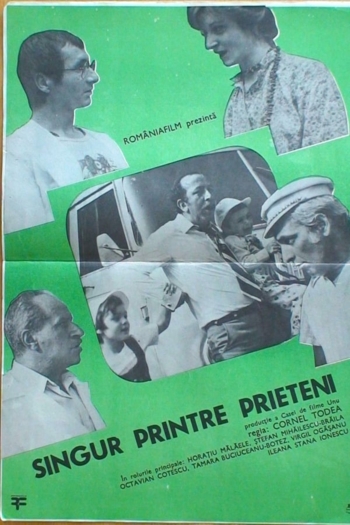 ROMÂNIAFILM prezintă
SINGUR PRINTRE PRIETENI
producție a Casei de filme Unu
regia: CORNEL TODEA
În rolurile principale: HORAȚIU MĂLĂELE, ȘTEFAN MIHĂILESCU-BRĂILA
OCTAVIAN COTESCU, TAMARA BUCIUCEANU-BOTEZ, VIRGIL OGĂȘANU
ILEANA STANA IONESCU